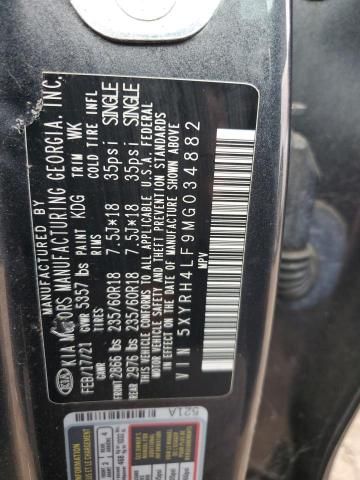 MANUFACTURED BY
KIA KIA MOTORS MANUFACTURING GEORGIA, INC.
FEB/17/21 GVWR 5357 lbs PAINT KDG TRIM WK
GAWR TIRES RIMS COLD TIRE INFL
FRONT 2866 lbs 235/60R18 7.5J*18 35psi SINGLE
REAR 2976 lbs 235/60R18 7.5J*18 35psi SINGLE
THIS VEHICLE CONFORMS TO ALL APPLICABLE U.S.A. FEDERAL
MOTOR VEHICLE SAFETY STANDARDS IN EFFECT ON THE DATE OF
MANUFACTURE SHOWN ABOVE
VIN 5XYRH4LF9MG034882
MPV
521A